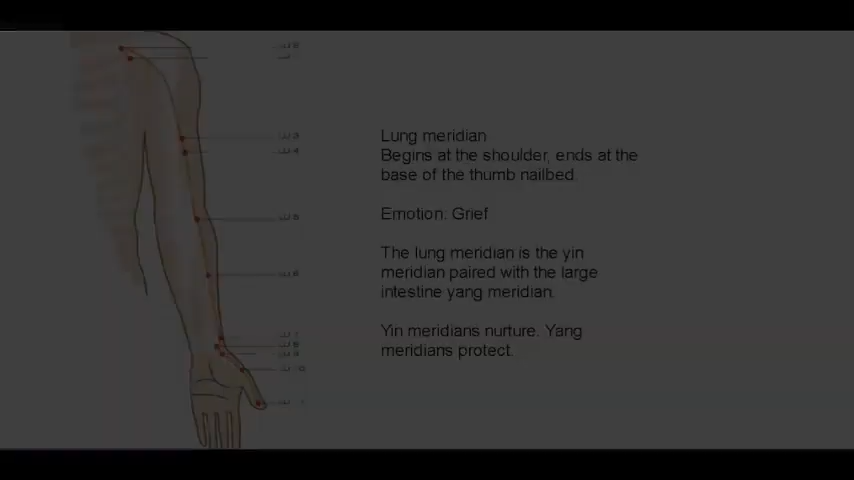 Lung meridian
Begins at the shoulder, ends at the
base of the thumb nailbed.
Emotion: Grief
The lung meridian is the yin
meridian paired with the large
intestine yang meridian.
Yin meridians nurture. Yang
meridians protect.